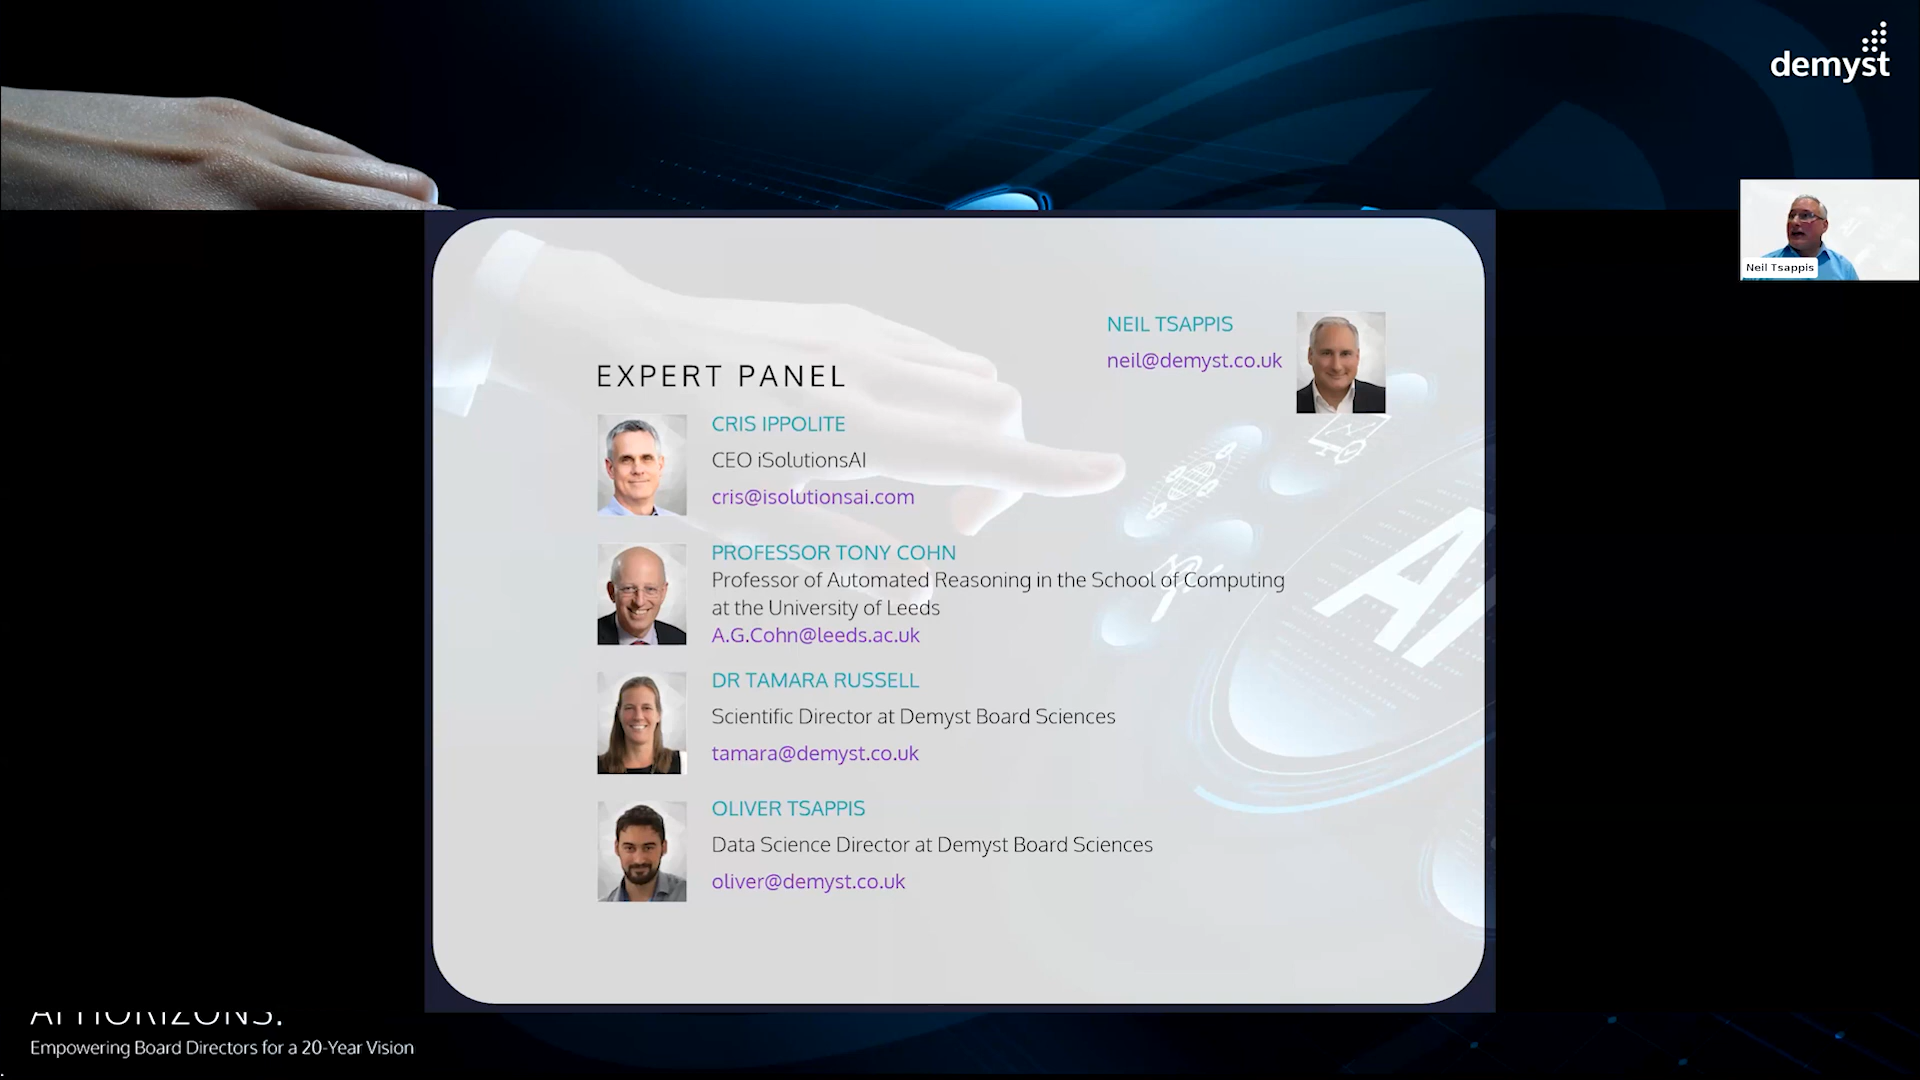 demyst
Neil Tsappis
NEIL TSAPPIS
neil@demyst.co.uk
EXPERT PANEL
CRIS IPPOLITE
CEO iSolutionsAI
cris@isolutionsai.com
PROFESSOR TONY COHN
Professor of Automated Reasoning in the School of Computing
at the University of Leeds
A.G.Cohn@leeds.ac.uk
DR TAMARA RUSSELL
Scientific Director at Demyst Board Sciences
tamara@demyst.co.uk
OLIVER TSAPPIS
Data Science Director at Demyst Board Sciences
oliver@demyst.co.uk
AI
AI HORIZONS:
Empowering Board Directors for a 20-Year Vision